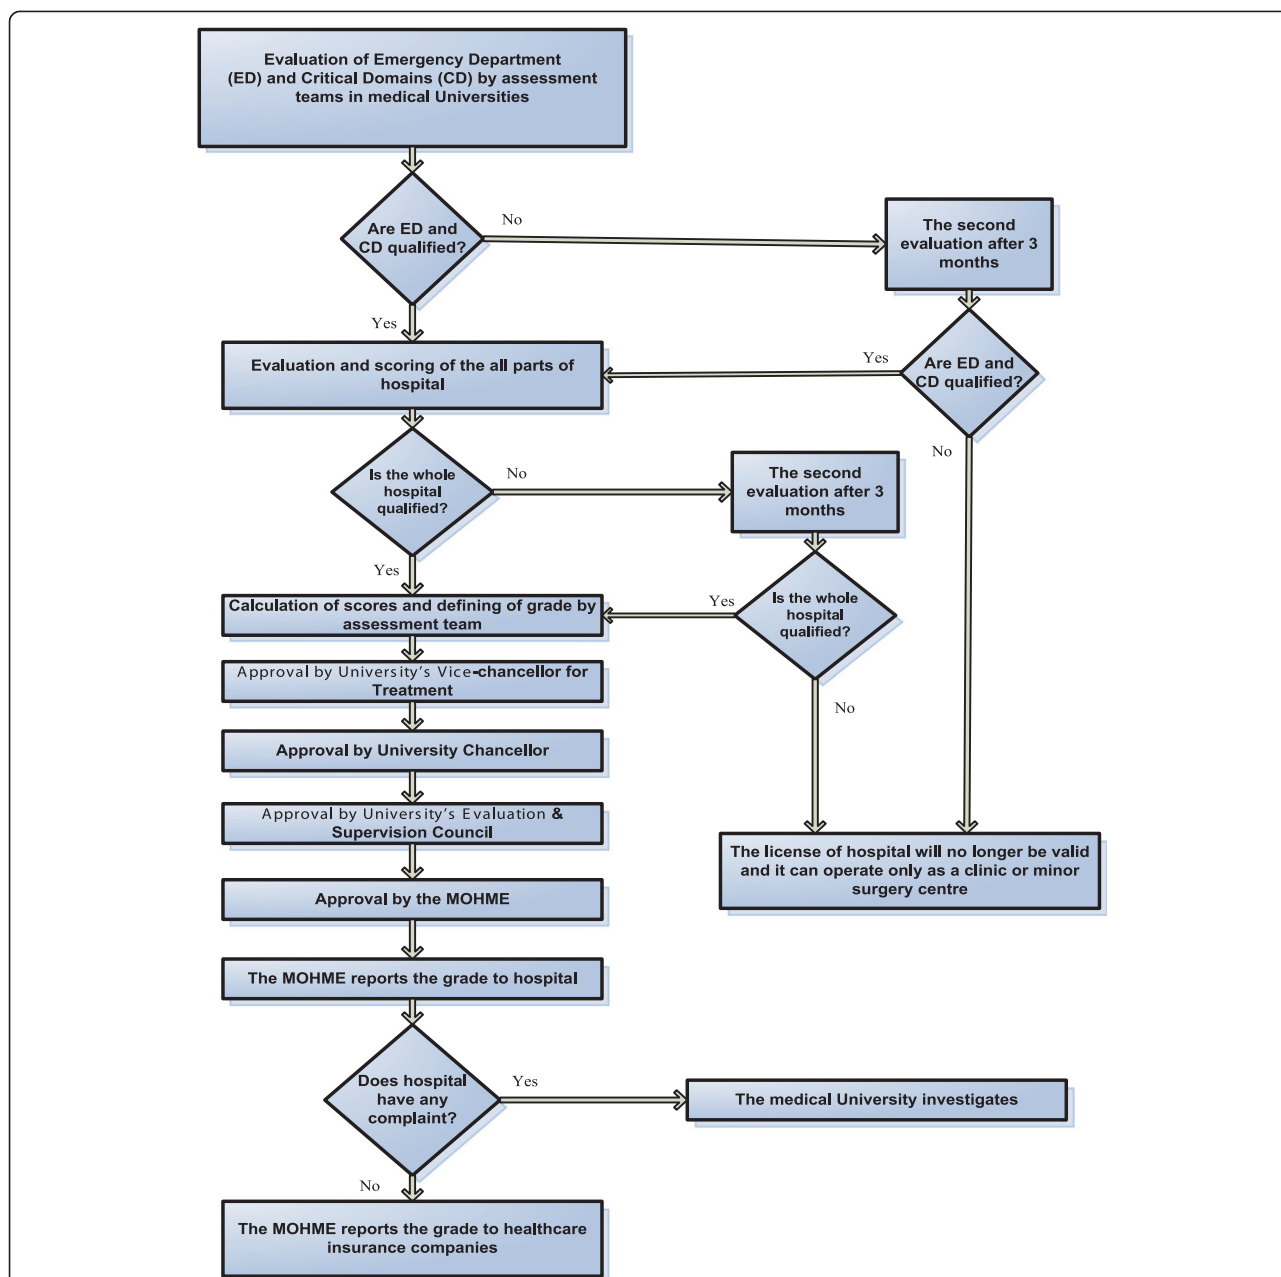 Evaluation of Emergency Department
(ED) and Critical Domains (CD) by assessment
teams in medical Universities
Are ED and
CD qualified?
No
The second
evaluation after 3
months
Yes
Evaluation and scoring of the all parts of
hospital
Yes
Are ED and
CD qualified?
No
Is the whole
hospital
qualified?
No
The second
evaluation after 3
months
Yes
Calculation of scores and defining of grade by
assessment team
Yes
Is the whole
hospital
qualified?
No
Approval by University's Vice-chancellor for
Treatment
Approval by University Chancellor
Approval by University's Evaluation &
Supervision Council
The license of hospital will no longer be valid
and it can operate only as a clinic or minor
surgery centre
Approval by the MOHME
The MOHME reports the grade to hospital
Does hospital
have any
complaint?
Yes
The medical University investigates
No
The MOHME reports the grade to healthcare
insurance companies